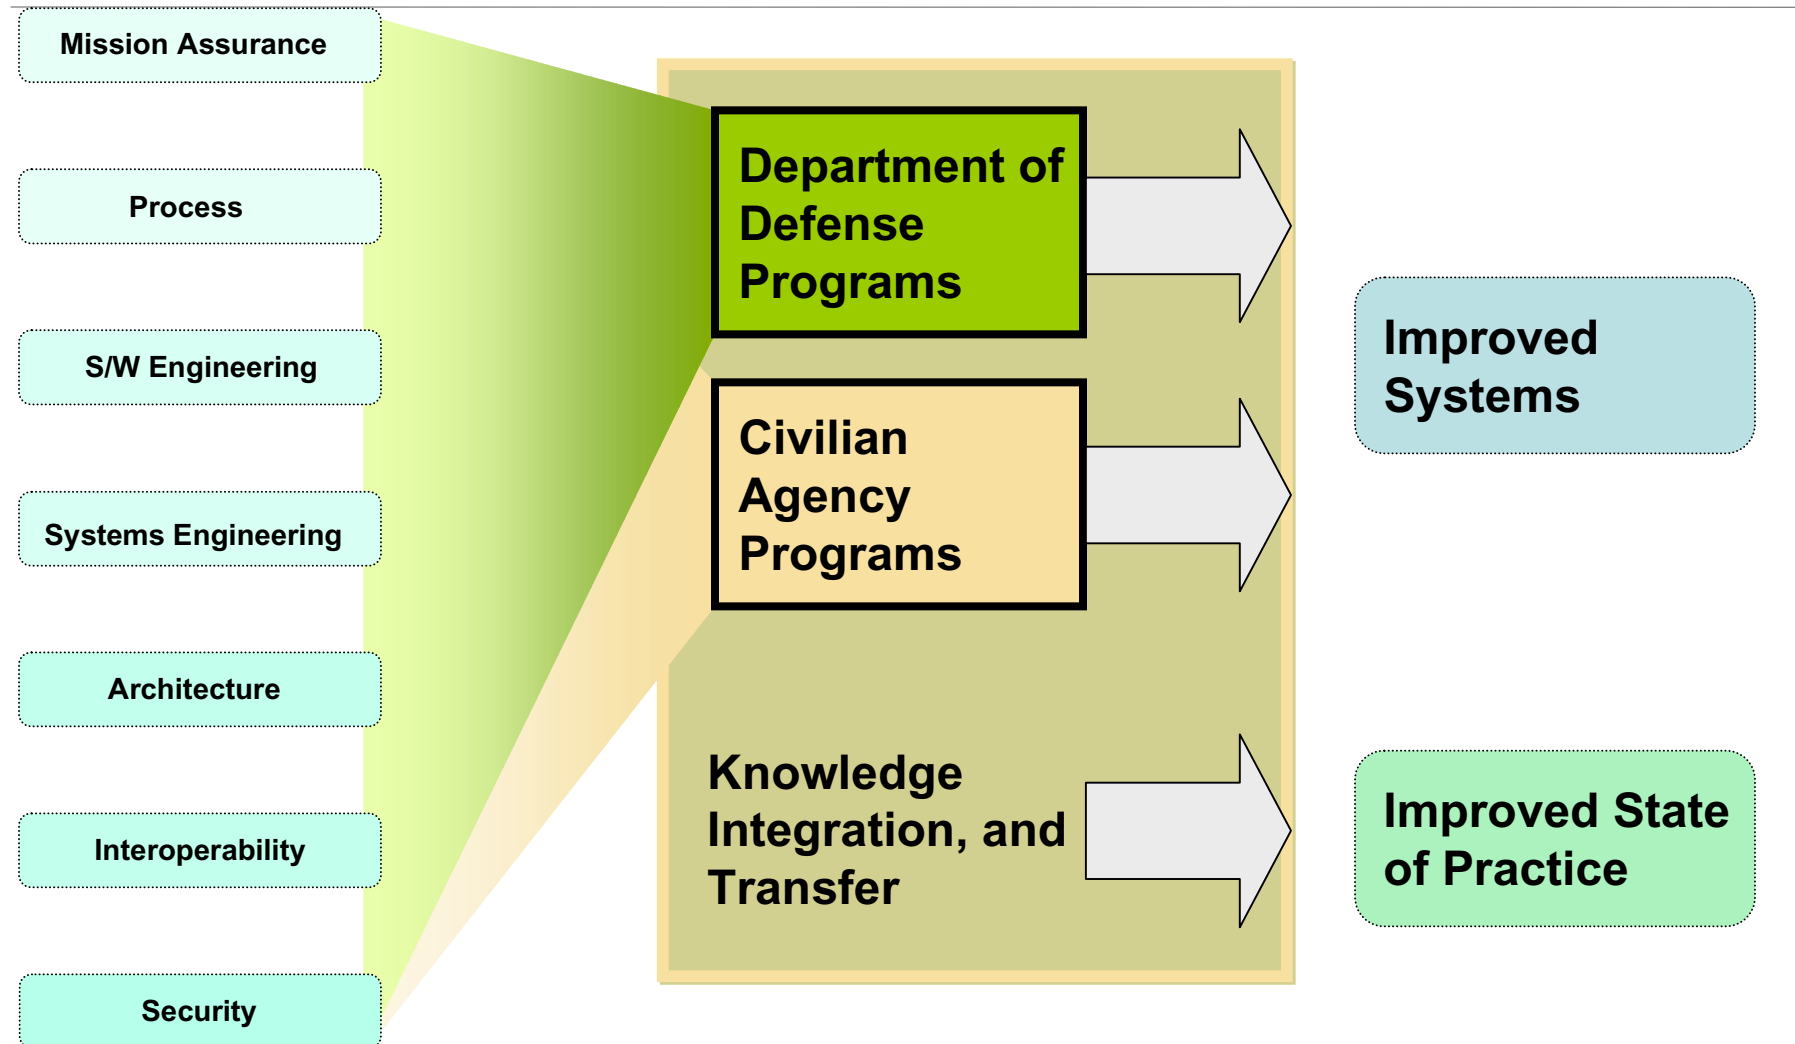 Mission Assurance
Process
S/W Engineering
Systems Engineering
Architecture
Interoperability
Security
Department of
Defense
Programs
Civilian
Agency
Programs
Knowledge
Integration, and
Transfer
Improved
Systems
Improved State
of Practice